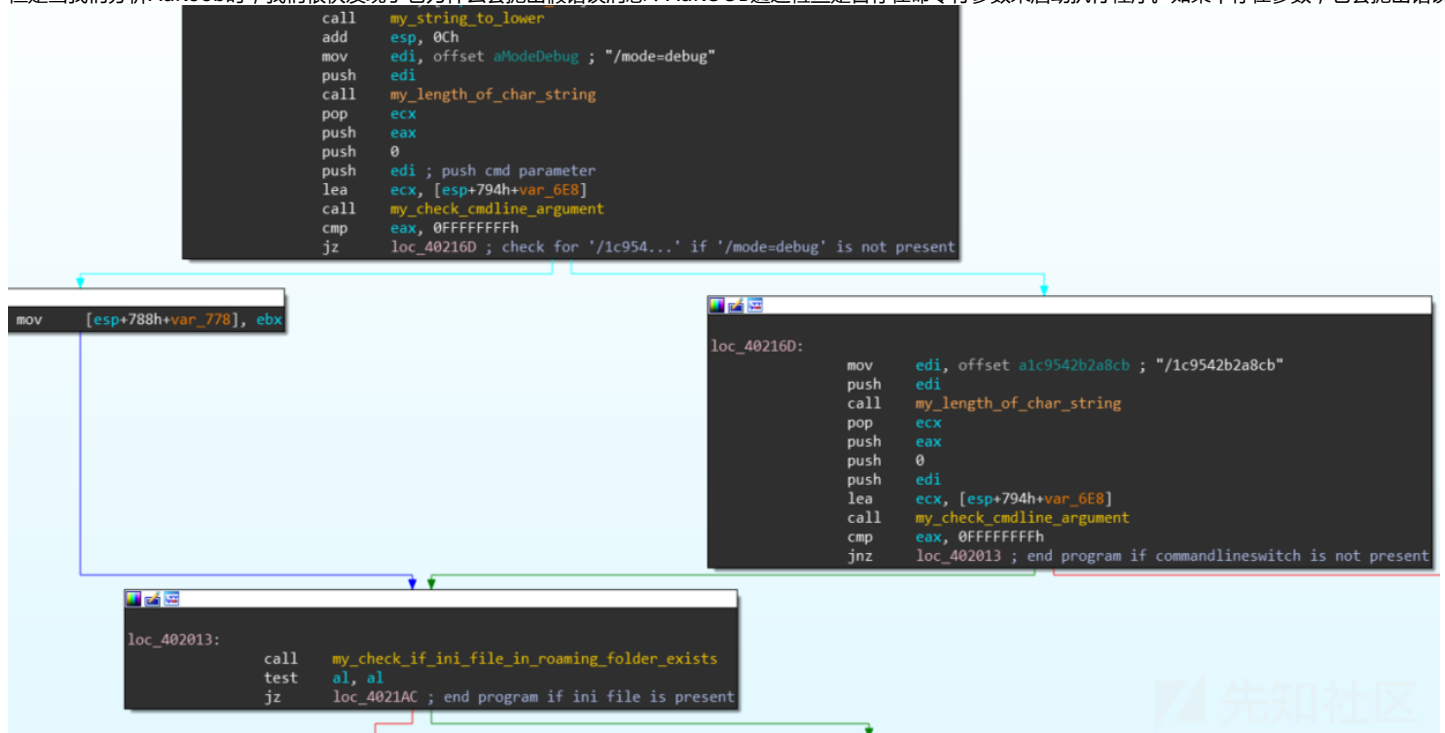 call my_string_to_lower
add esp, 0Ch
mov edi, offset aModeDebug ; "/mode=debug"
push edi
call my_length_of_char_string
pop ecx
push eax
push 0
push edi ; push cmd parameter
lea ecx, [esp+794h+var_6E8]
call my_check_cmdline_argument
cmp eax, 0FFFFFFFFh
jz loc_40216D ; check for '/1c954...' if '/mode=debug' is not present
mov [esp+788h+var_778], ebx
loc_40216D:
mov edi, offset a1c9542b2a8cb ; "/1c9542b2a8cb"
push edi
call my_length_of_char_string
pop ecx
push eax
push 0
push edi
lea ecx, [esp+794h+var_6E8]
call my_check_cmdline_argument
cmp eax, 0FFFFFFFFh
jnz loc_402013 ; end program if commandlineswitch is not present
loc_402013:
call my_check_if_ini_file_in_roaming_folder_exists
test al, al
jz loc_4021AC ; end program if ini file is present
先知社区